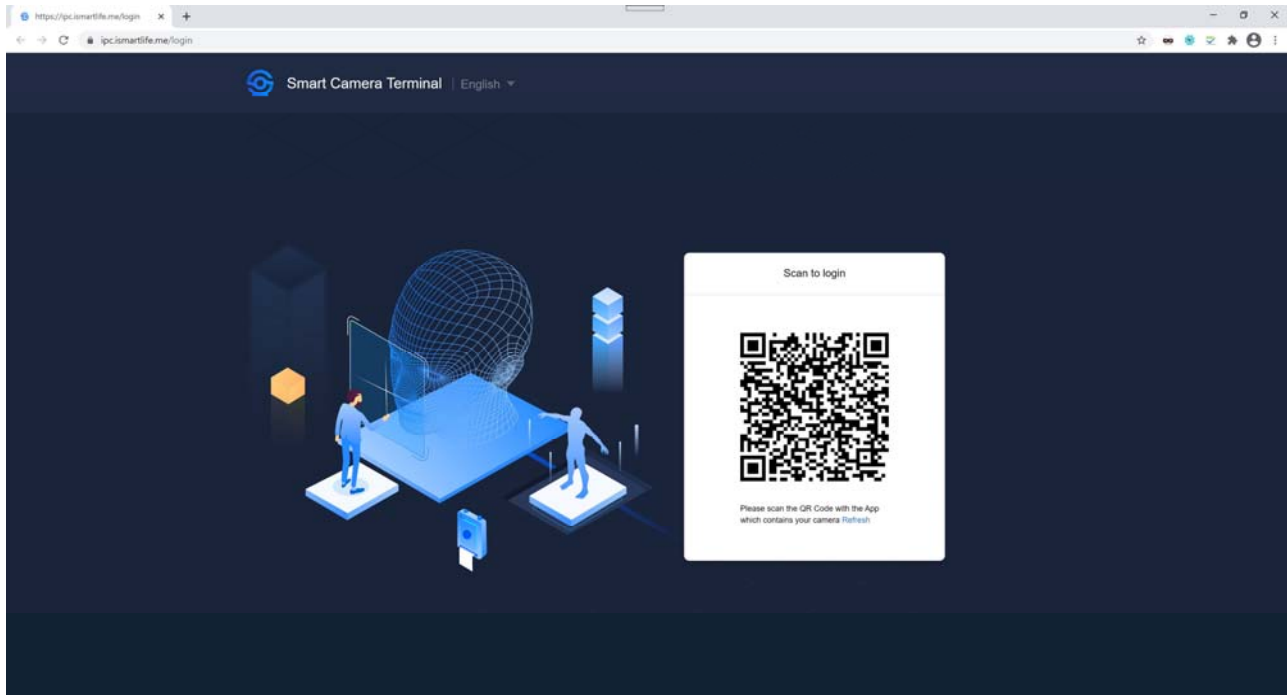 https://ipc.ismartlife.me/login
ipc.ismartlife.me/login
Smart Camera Terminal | English
Scan to login
Please scan the QR Code with the App
which contains your camera Refresh